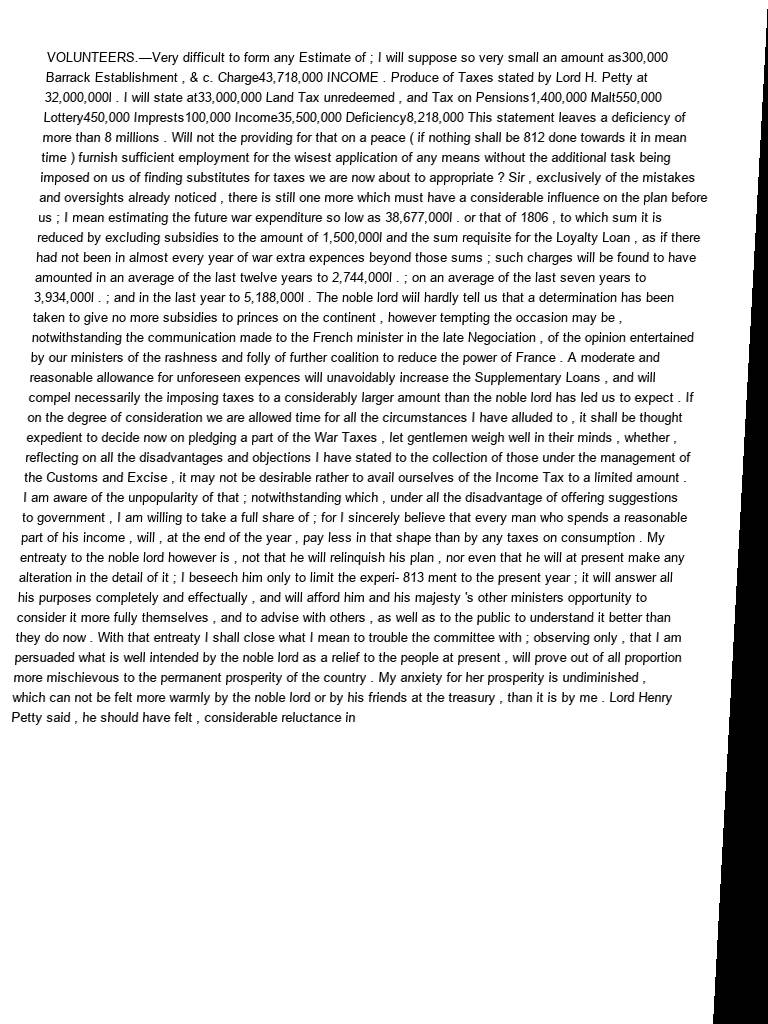 VOLUNTEERS.—Very difficult to form any Estimate of ; I will suppose so very small an amount as300,000
Barrack Establishment , & c. Charge43,718,000 INCOME . Produce of Taxes stated by Lord H. Petty at
32,000,000l . I will state at33,000,000 Land Tax unredeemed , and Tax on Pensions1,400,000 Malt550,000
Lottery450,000 Imprests100,000 Income35,500,000 Deficiency8,218,000 This statement leaves a deficiency of
more than 8 millions . Will not the providing for that on a peace ( if nothing shall be 812 done towards it in mean
time ) furnish sufficient employment for the wisest application of any means without the additional task being
imposed on us of finding substitutes for taxes we are now about to appropriate ? Sir , exclusively of the mistakes
and oversights already noticed , there is still one more which must have a considerable influence on the plan before
us ; I mean estimating the future war expenditure so low as 38,677,000l . or that of 1806 , to which sum it is
reduced by excluding subsidies to the amount of 1,500,000l and the sum requisite for the Loyalty Loan , as if there
had not been in almost every year of war extra expences beyond those sums ; such charges will be found to have
amounted in an average of the last twelve years to 2,744,000l . ; on an average of the last seven years to
3,934,000l . ; and in the last year to 5,188,000l . The noble lord wiil hardly tell us that a determination has been
taken to give no more subsidies to princes on the continent , however tempting the occasion may be ,
notwithstanding the communication made to the French minister in the late Negociation , of the opinion entertained
by our ministers of the rashness and folly of further coalition to reduce the power of France . A moderate and
reasonable allowance for unforeseen expences will unavoidably increase the Supplementary Loans , and will
compel necessarily the imposing taxes to a considerably larger amount than the noble lord has led us to expect . If
on the degree of consideration we are allowed time for all the circumstances I have alluded to , it shall be thought
expedient to decide now on pledging a part of the War Taxes , let gentlemen weigh well in their minds , whether ,
reflecting on all the disadvantages and objections I have stated to the collection of those under the management of
the Customs and Excise , it may not be desirable rather to avail ourselves of the Income Tax to a limited amount .
I am aware of the unpopularity of that ; notwithstanding which , under all the disadvantage of offering suggestions
to government , I am willing to take a full share of ; for I sincerely believe that every man who spends a reasonable
part of his income , will , at the end of the year , pay less in that shape than by any taxes on consumption . My
entreaty to the noble lord however is , not that he will relinquish his plan , nor even that he will at present make any
alteration in the detail of it ; I beseech him only to limit the experi- 813 ment to the present year ; it will answer all
his purposes completely and effectually , and will afford him and his majesty 's other ministers opportunity to
consider it more fully themselves , and to advise with others , as well as to the public to understand it better than
they do now . With that entreaty I shall close what I mean to trouble the committee with ; observing only , that I am
persuaded what is well intended by the noble lord as a relief to the people at present , will prove out of all proportion
more mischievous to the permanent prosperity of the country . My anxiety for her prosperity is undiminished ,
which can not be felt more warmly by the noble lord or by his friends at the treasury , than it is by me . Lord Henry
Petty said , he should have felt , considerable reluctance in